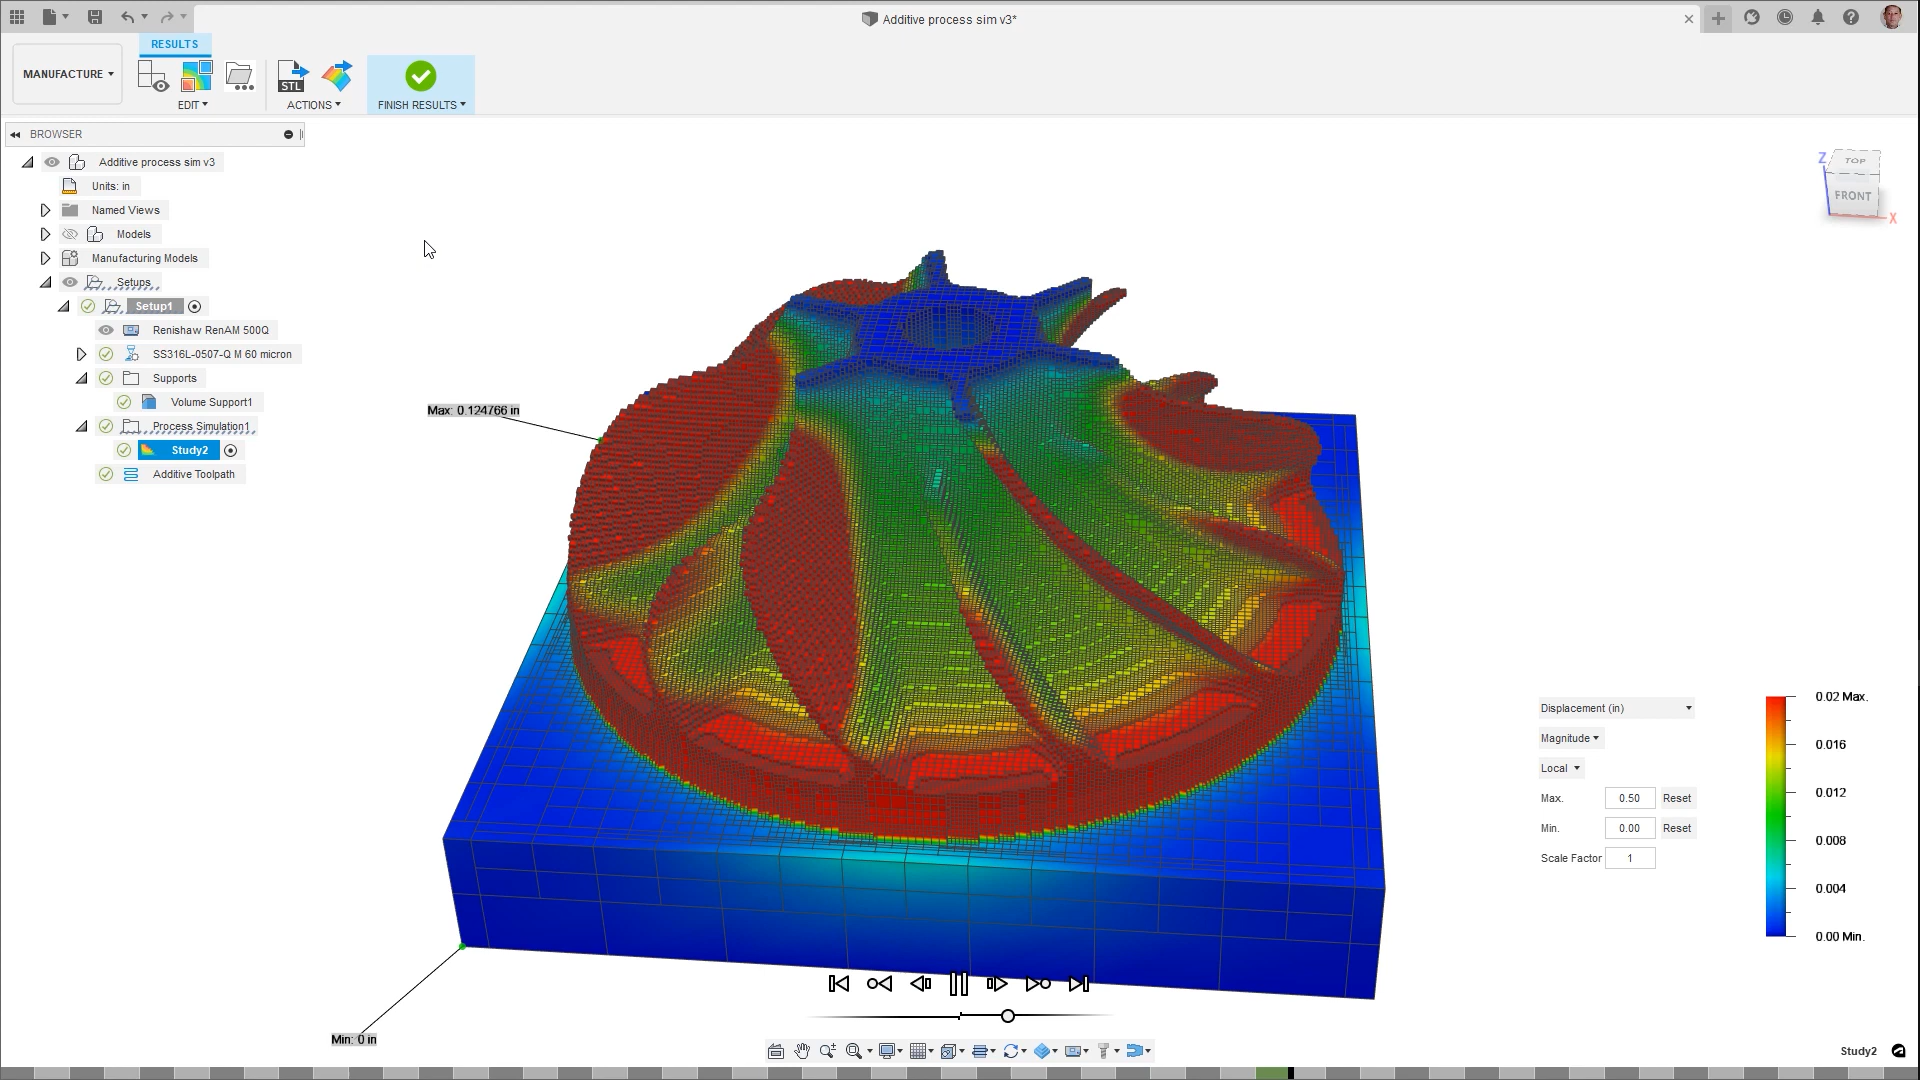 Additive process sim v3*
RESULTS
MANUFACTURE
STL
EDIT
ACTIONS
FINISH RESULTS
BROWSER
Additive process sim v3
Units: in
Named Views
Models
Manufacturing Models
Setups
Setup1
Renishaw RenAM 500Q
SS316L-0507-Q M 60 micron
Supports
Volume Support1
Process Simulation1
Study2
Additive Toolpath
Z
TOP
FRONT
X
Max: 0.124766 in
Min: 0 in
Displacement (in)
Magnitude
Local
Max. 0.50 Reset
Min. 0.00 Reset
Scale Factor 1
0.02 Max.
0.016
0.012
0.008
0.004
0.00 Min.
Study2